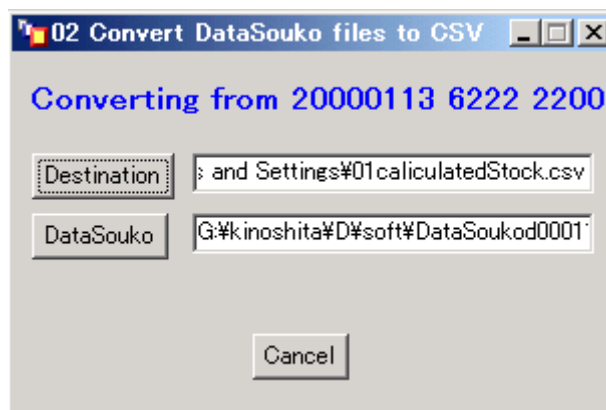 02 Convert DataSouko files to CSV
Converting from 20000113 6222 2200
Destination
s and Settings¥01caliculatedStock.csv
DataSouko
G:¥kinoshita¥D¥soft¥DataSoukod00011
Cancel